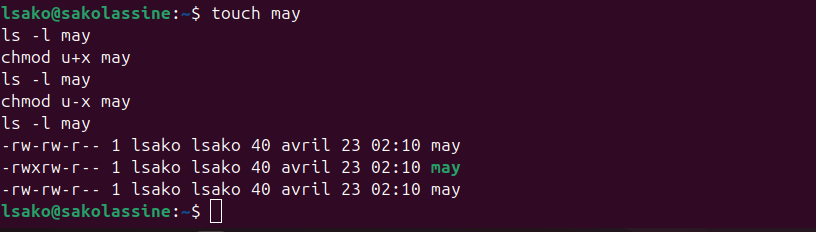 lsako@sakolassine:~$ touch may
ls -l may
chmod u+x may
ls -l may
chmod u-x may
ls -l may
-rw-rw-r-- 1 lsako lsako 40 avril 23 02:10 may
-rwxrw-r-- 1 lsako lsako 40 avril 23 02:10 may
-rw-rw-r-- 1 lsako lsako 40 avril 23 02:10 may
lsako@sakolassine:~$